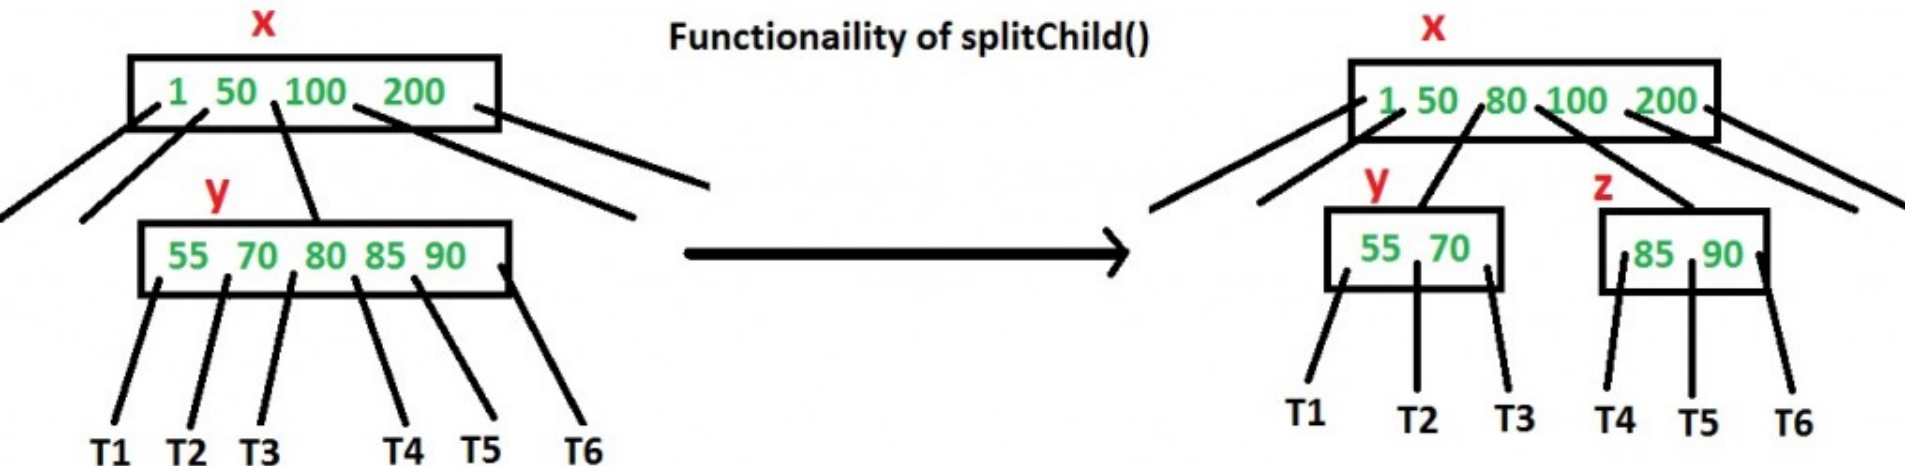 x
Functionaility of splitChild()
x
1 50 100 200
1 50 80 100 200
y
y
z
55 70 80 85 90
55 70
85 90
T1 T2 T3 T4 T5 T6
T1 T2 T3 T4 T5 T6